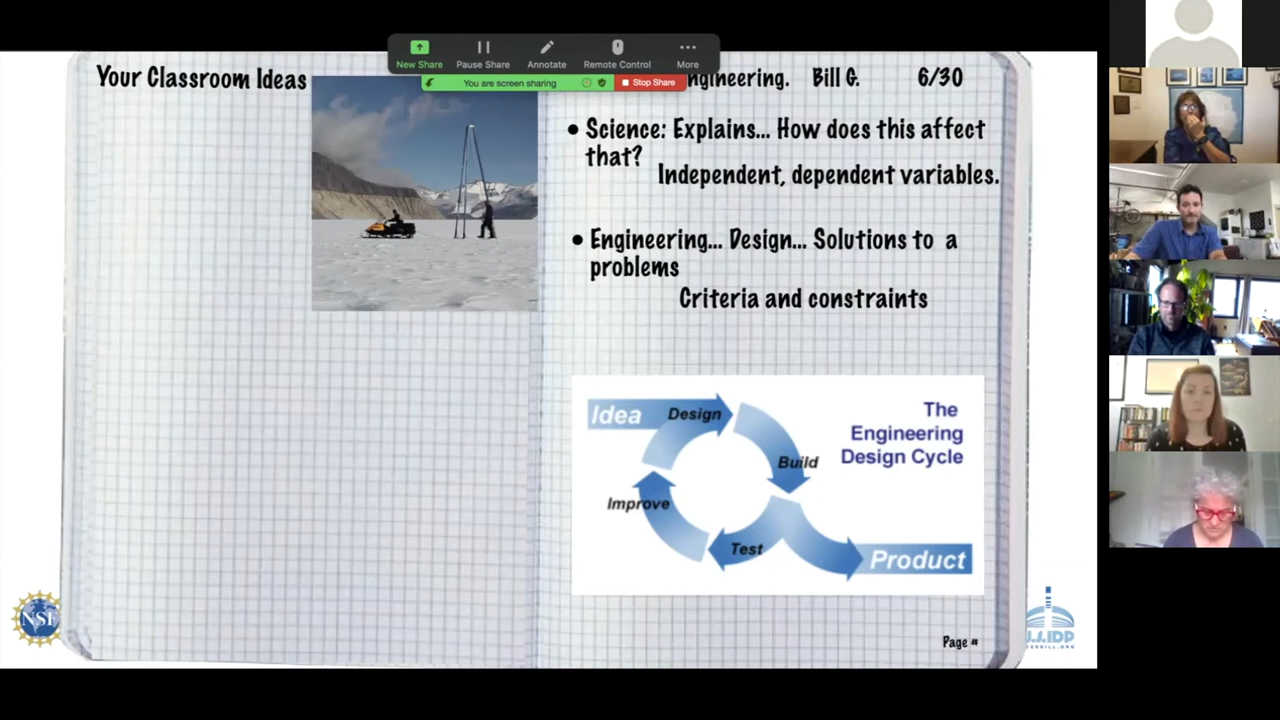 New Share
Pause Share
Annotate
Remote Control
More
You are screen sharing
Stop Share
Your Classroom Ideas
ngineering. Bill G. 6/30
• Science: Explains... How does this affect
that?
Independent, dependent variables.
• Engineering... Design... Solutions to a
problems
Criteria and constraints
The
Engineering
Design Cycle
Idea
Design
Build
Improve
Test
Product
Page #
NSF